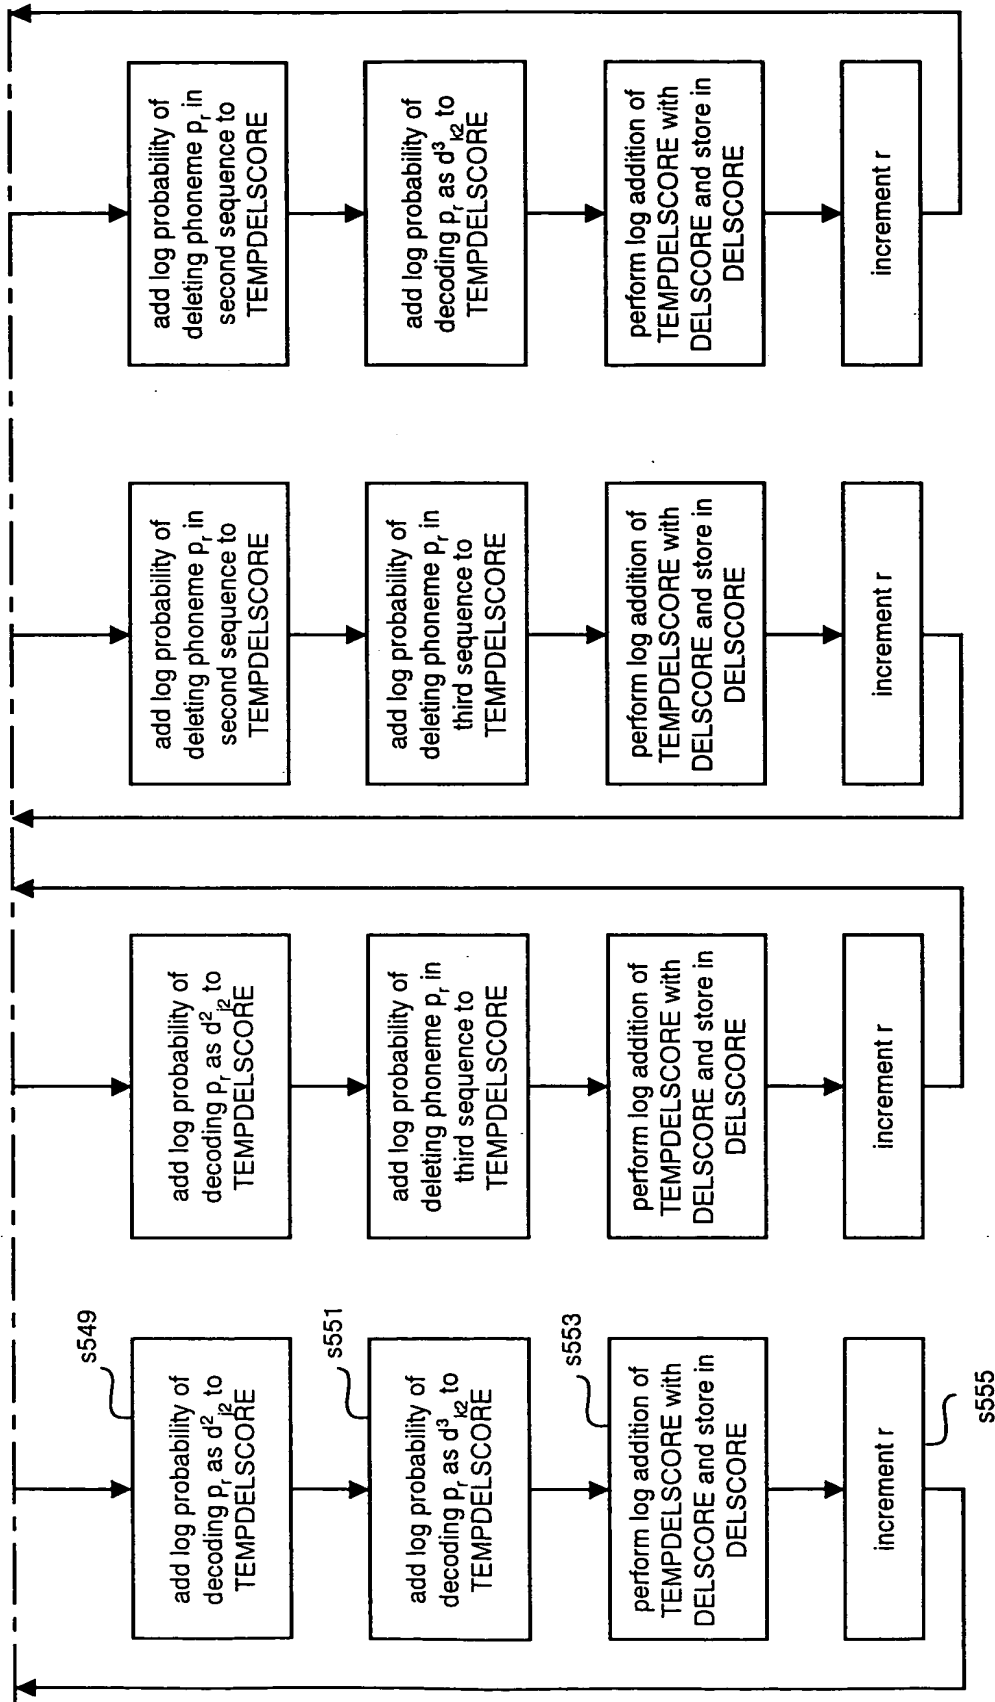 add log probability of
decoding pᵣ as d²ⱼ₂ to
TEMPDELSCORE
s549
add log probability of
decoding pᵣ as d³ₖ₂ to
TEMPDELSCORE
s551
perform log addition of
TEMPDELSCORE with
DELSCORE and store in
DELSCORE
s553
increment r
s555
add log probability of
decoding pᵣ as d²ⱼ₂ to
TEMPDELSCORE
add log probability of
deleting phoneme pᵣ in
third sequence to
TEMPDELSCORE
perform log addition of
TEMPDELSCORE with
DELSCORE and store in
DELSCORE
increment r
add log probability of
deleting phoneme pᵣ in
second sequence to
TEMPDELSCORE
add log probability of
deleting phoneme pᵣ in
third sequence to
TEMPDELSCORE
perform log addition of
TEMPDELSCORE with
DELSCORE and store in
DELSCORE
increment r
add log probability of
deleting phoneme pᵣ in
second sequence to
TEMPDELSCORE
add log probability of
decoding pᵣ as d³ₖ₂ to
TEMPDELSCORE
perform log addition of
TEMPDELSCORE with
DELSCORE and store in
DELSCORE
increment r